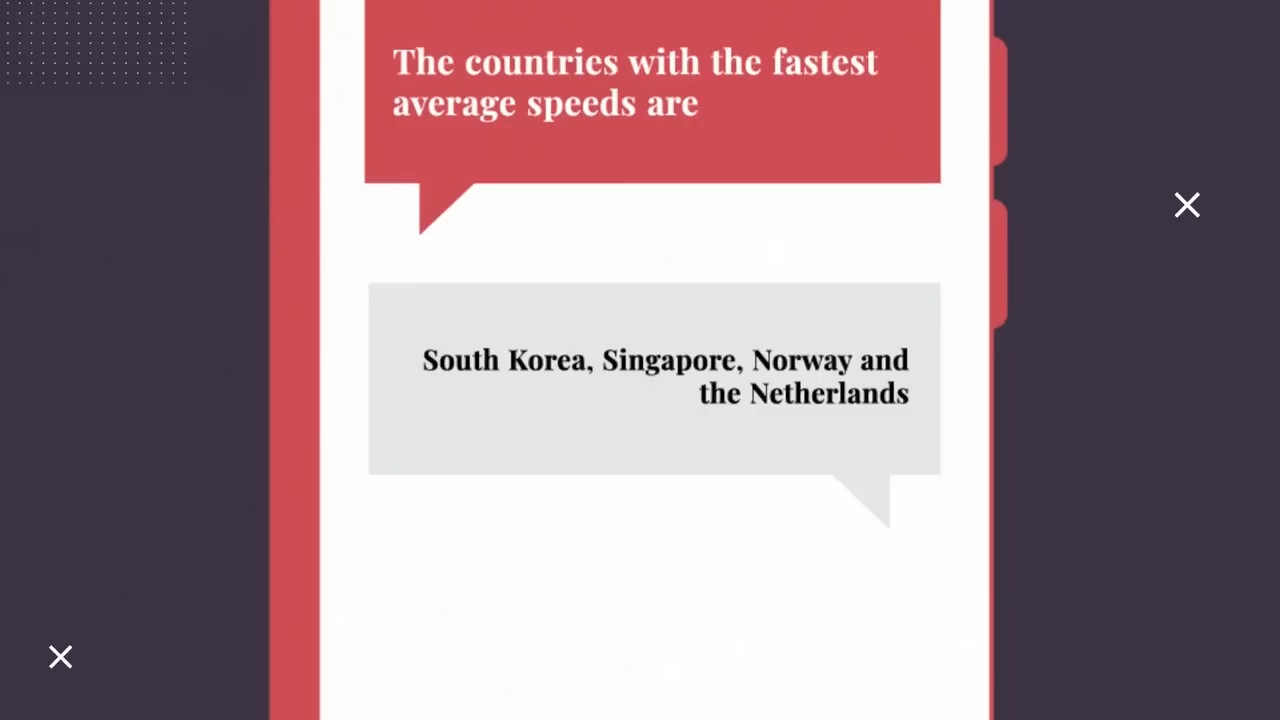 The countries with the fastest
average speeds are
South Korea, Singapore, Norway and
the Netherlands